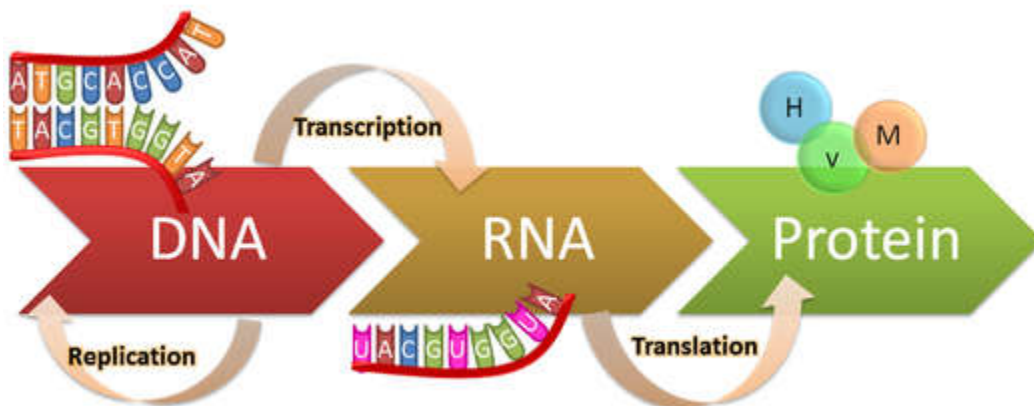 ATGCACCAT
TACGTGGTA
Transcription
H
v
M
DNA
RNA
Protein
Replication
UACGUGGUA
Translation